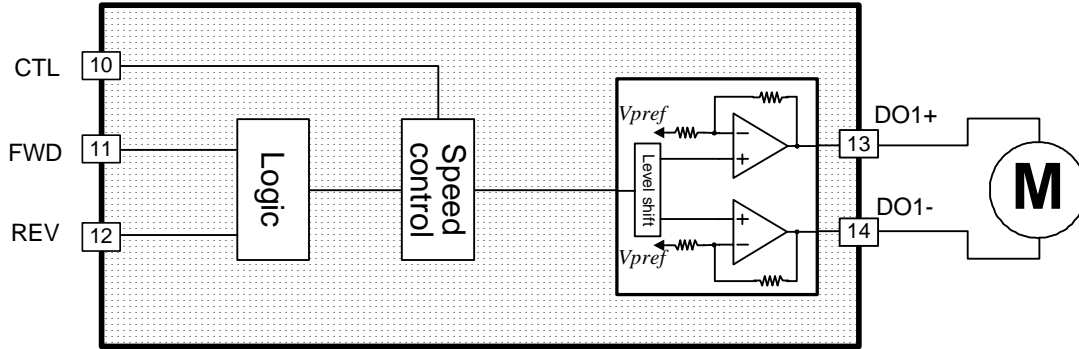 CTL
10
FWD
11
REV
12
Logic
Speed
control
Vpref
Level shift
Vpref
+
−
+
−
13
DO1+
14
DO1-
M